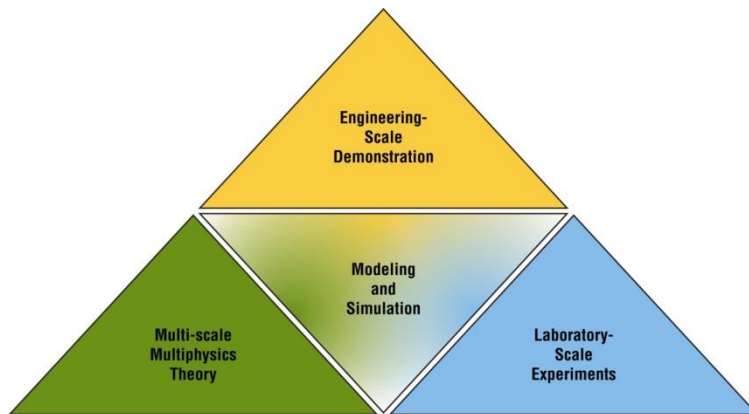 Engineering-
Scale
Demonstration
Modeling
and
Simulation
Multi-scale
Multiphysics
Theory
Laboratory-
Scale
Experiments